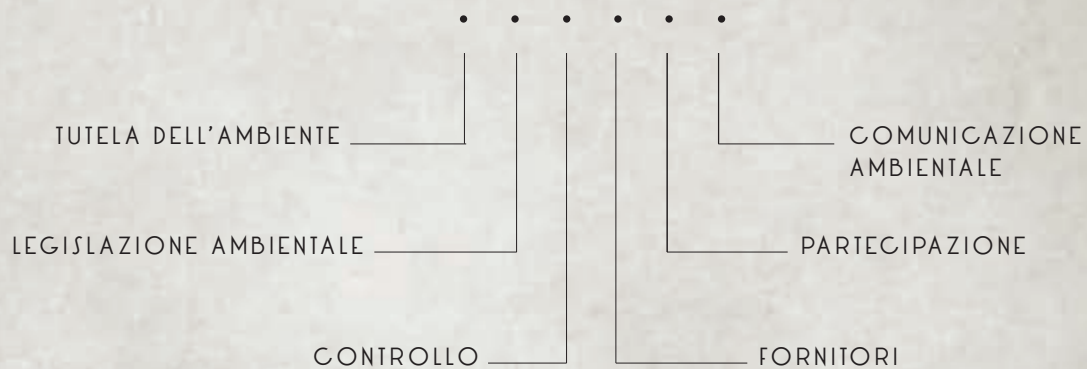 TUTELA DELL'AMBIENTE
COMUNICAZIONE
AMBIENTALE
LEGISLAZIONE AMBIENTALE
PARTECIPAZIONE
CONTROLLO
FORNITORI